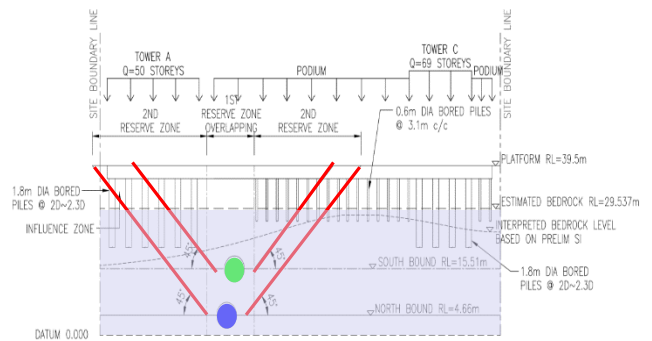 SITE BOUNDARY LINE
SITE BOUNDARY LINE
TOWER A
Q=50 STOREYS
PODIUM
TOWER C
Q=69 STOREYS
PODIUM
2ND
RESERVE ZONE
1ST
RESERVE ZONE
OVERLAPPING
2ND
RESERVE ZONE
0.6m DIA BORED PILES
@ 3.1m c/c
PLATFORM RL=39.5m
1.8m DIA BORED
PILES @ 2D~2.3D
INFLUENCE ZONE
ESTIMATED BEDROCK RL=29.537m
INTERPRETED BEDROCK LEVEL
BASED ON PRELIM SI
45°
45°
SOUTH BOUND RL=15.51m
1.8m DIA BORED
PILES @ 2D~2.3D
45°
45°
NORTH BOUND RL=4.66m
DATUM 0.000